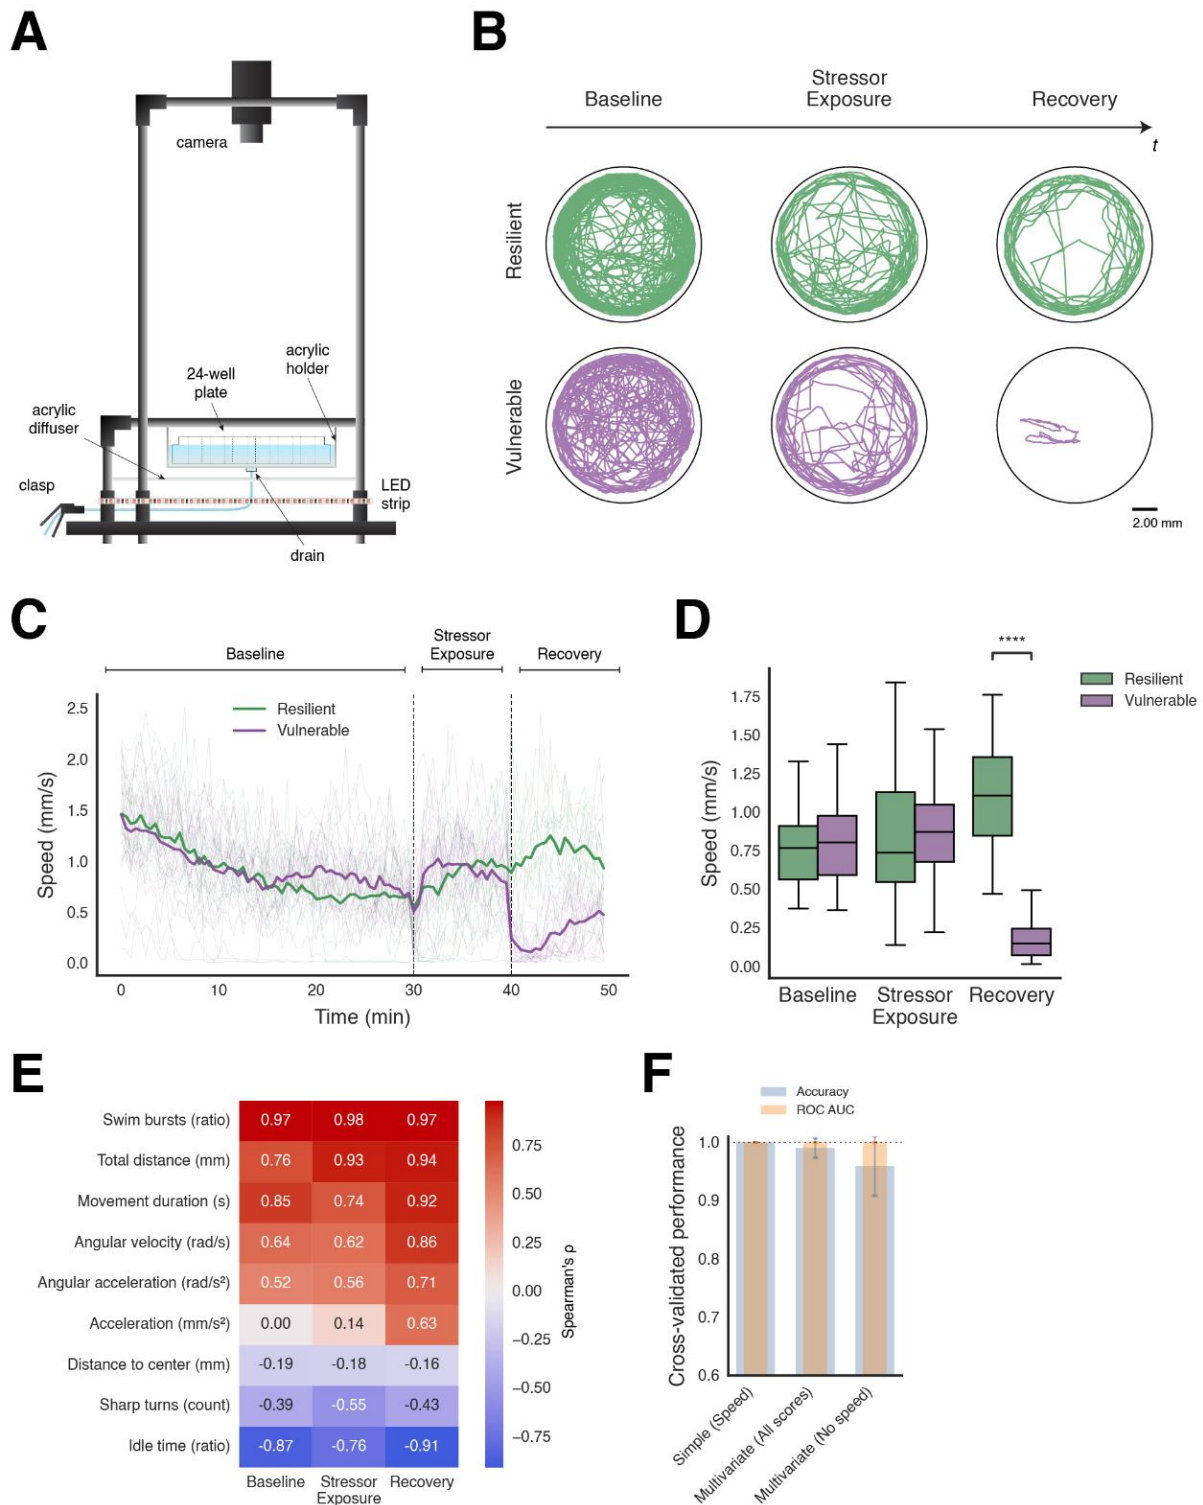 A
camera
acrylic
holder
24-well
plate
acrylic
diffuser
clasp
LED
strip
drain
B
Baseline
Stressor
Exposure
Recovery
t
Resilient
Vulnerable
2.00 mm
C
Baseline
Stressor
Exposure
Recovery
Resilient
Vulnerable
Speed (mm/s)
2.5
2.0
1.5
1.0
0.5
0.0
0 10 20 30 40 50
Time (min)
D
****
Resilient
Vulnerable
Speed (mm/s)
1.75
1.50
1.25
1.00
0.75
0.50
0.25
0.00
Baseline Stressor Recovery
Exposure
E
Swim bursts (ratio) 0.97 0.98 0.97
Total distance (mm) 0.76 0.93 0.94
Movement duration (s) 0.85 0.74 0.92
Angular velocity (rad/s) 0.64 0.62 0.86
Angular acceleration (rad/s²) 0.52 0.56 0.71
Acceleration (mm/s²) 0.00 0.14 0.63
Distance to center (mm) -0.19 -0.18 -0.16
Sharp turns (count) -0.39 -0.55 -0.43
Idle time (ratio) -0.87 -0.76 -0.91
Baseline Stressor Recovery
Exposure
0.75
0.50
0.25
0.00
−0.25
−0.50
−0.75
Spearman's ρ
F
Accuracy
ROC AUC
Cross-validated performance
1.0
0.9
0.8
0.7
0.6
Simple (Speed)
Multivariate (All scores)
Multivariate (No speed)